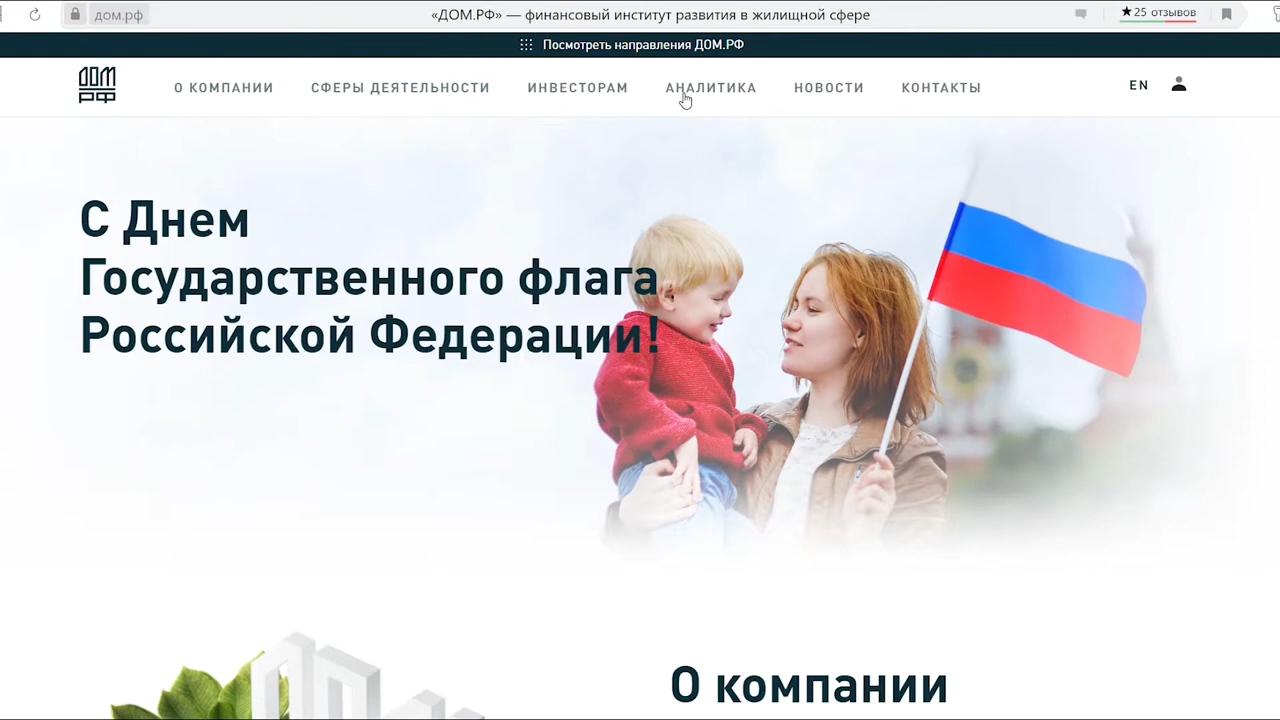 дом.рф
«ДОМ.РФ» — финансовый институт развития в жилищной сфере
★25 отзывов
Посмотреть направления ДОМ.РФ
ДОМ
РФ
О КОМПАНИИ
СФЕРЫ ДЕЯТЕЛЬНОСТИ
ИНВЕСТОРАМ
АНАЛИТИКА
НОВОСТИ
КОНТАКТЫ
EN
С Днем
Государственного флага
Российской Федерации!
О компании